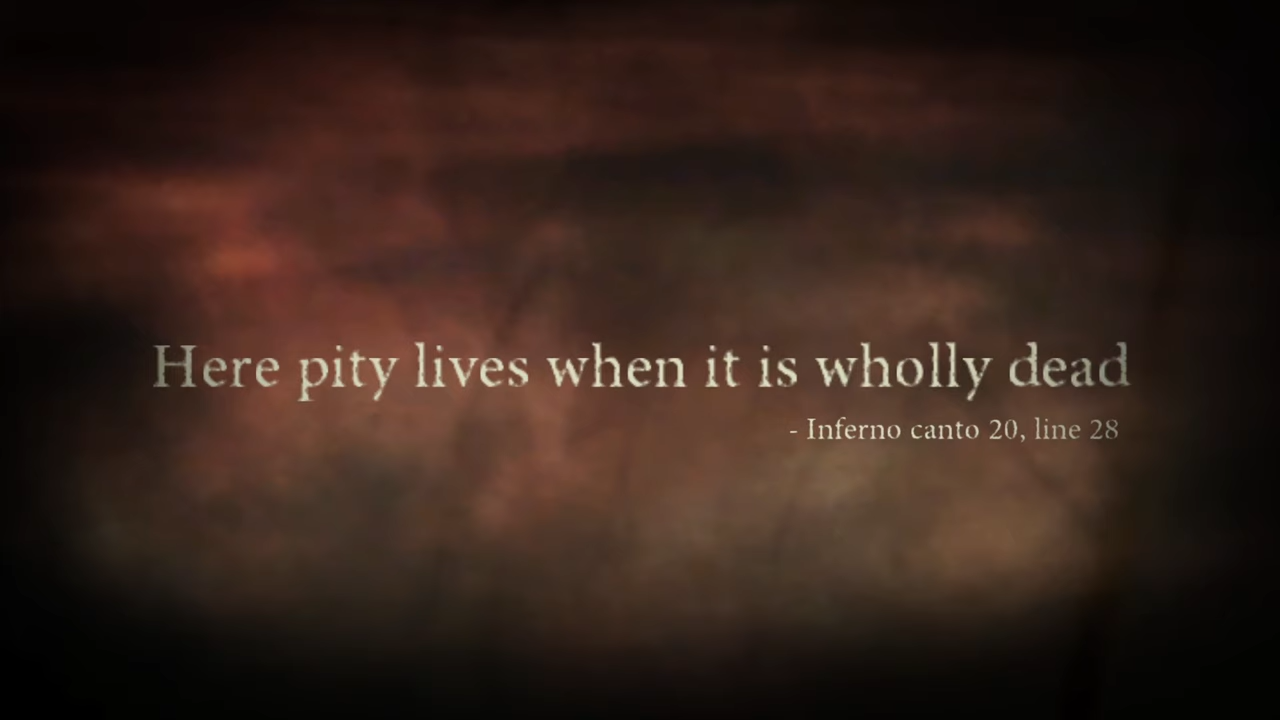 Here pity lives when it is wholly dead
- Inferno canto 20, line 28